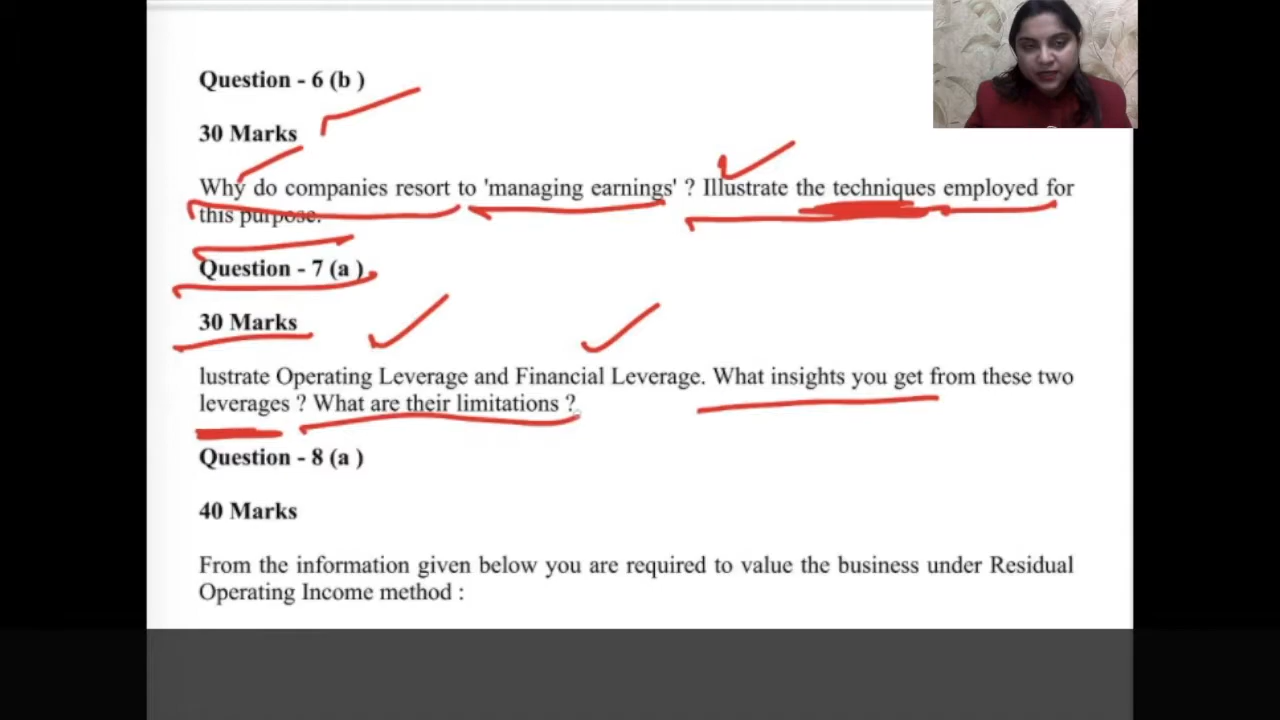 Question - 6 (b )
30 Marks
Why do companies resort to 'managing earnings' ? Illustrate the techniques employed for
this purpose.
Question - 7 (a )
30 Marks
lustrate Operating Leverage and Financial Leverage. What insights you get from these two
leverages ? What are their limitations ?
Question - 8 (a )
40 Marks
From the information given below you are required to value the business under Residual
Operating Income method :